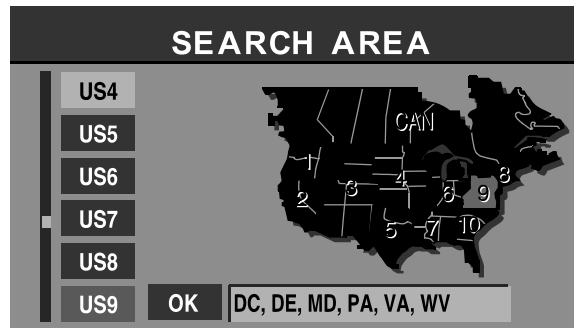 SEARCH AREA
US4
US5
US6
US7
US8
US9
CAN
1
2
3
4
5
6
7
8
9
10
OK
DC, DE, MD, PA, VA, WV